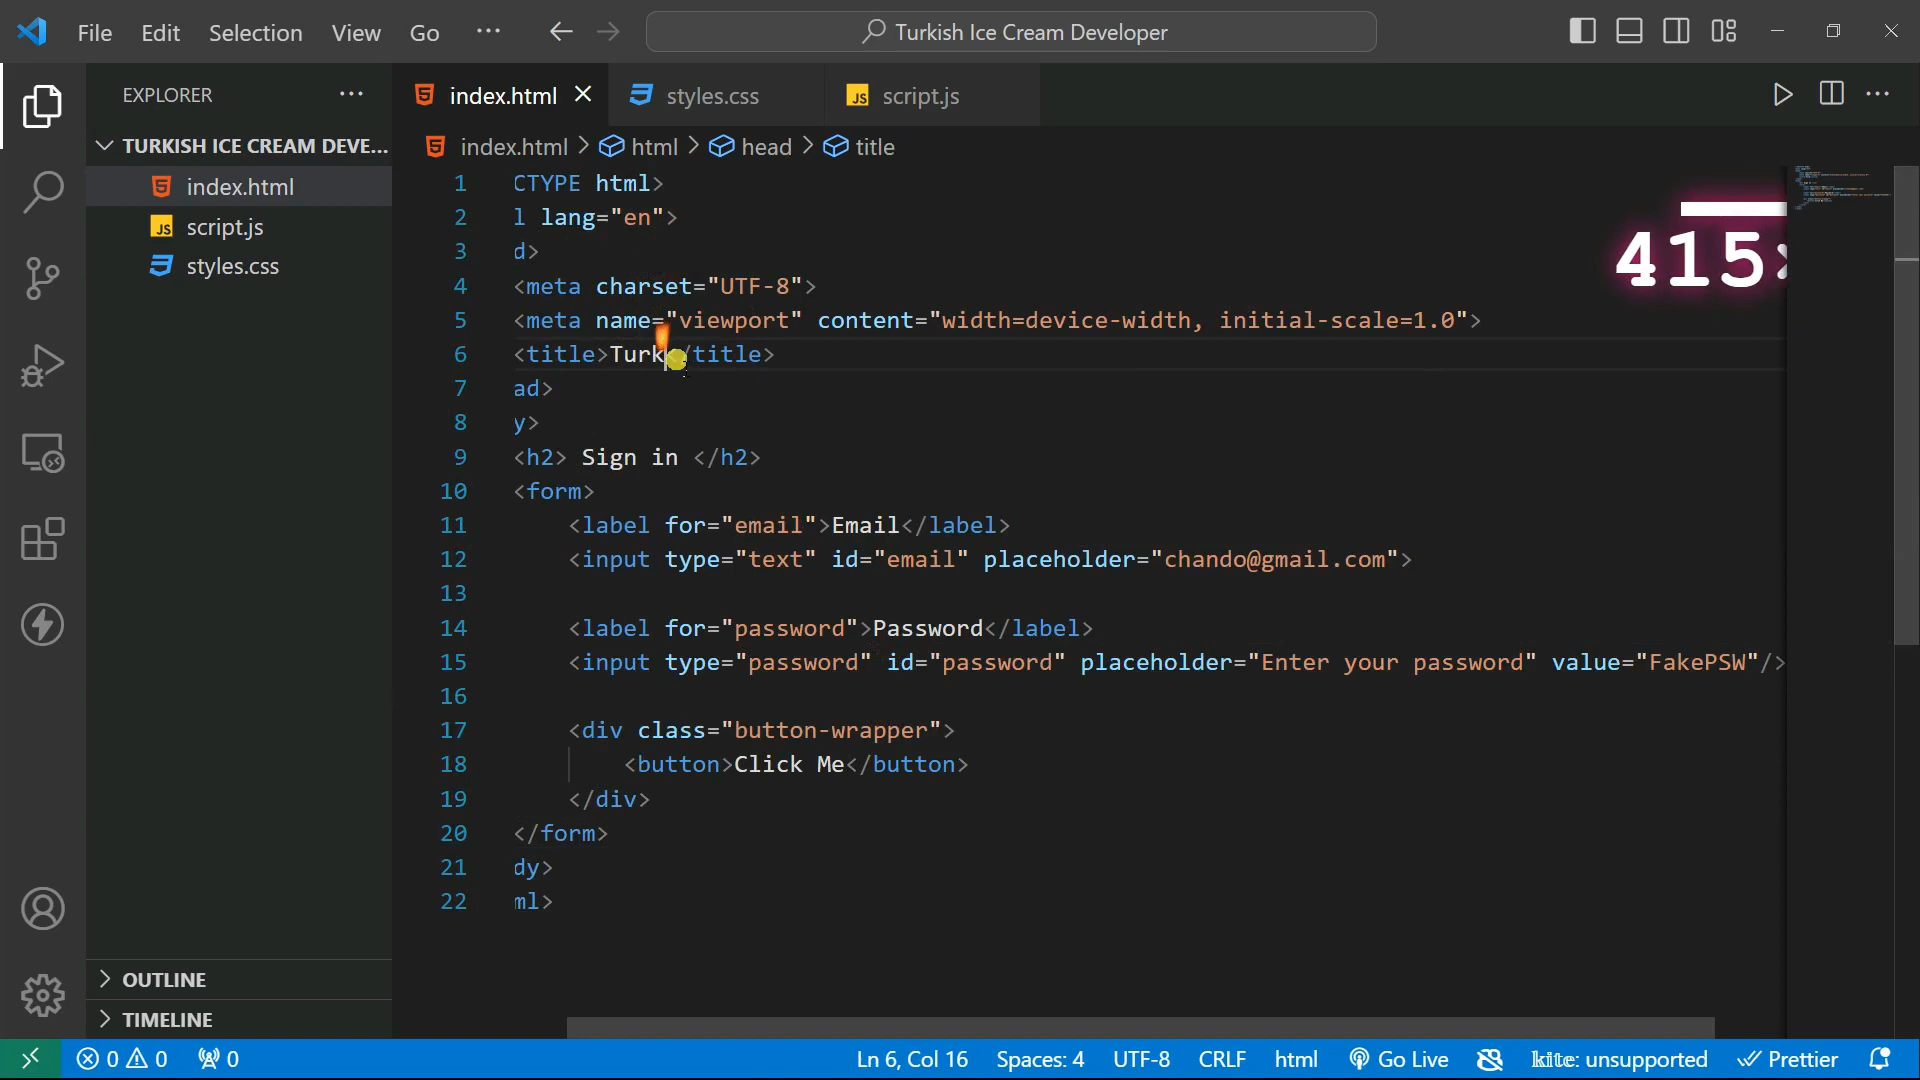 File Edit Selection View Go ··· Turkish Ice Cream Developer
EXPLORER ···
TURKISH ICE CREAM DEVE...
index.html
JS script.js
styles.css
OUTLINE
TIMELINE
index.html styles.css JS script.js
index.html > html > head > title
1 CTYPE html>
2 l lang="en">
3 d>
4 <meta charset="UTF-8">
5 <meta name="viewport" content="width=device-width, initial-scale=1.0">
6 <title>Turk</title>
7 ad>
8 y>
9 <h2> Sign in </h2>
10 <form>
11 <label for="email">Email</label>
12 <input type="text" id="email" placeholder="chando@gmail.com">
13
14 <label for="password">Password</label>
15 <input type="password" id="password" placeholder="Enter your password" value="FakePSW"/>
16
17 <div class="button-wrapper">
18 <button>Click Me</button>
19 </div>
20 </form>
21 dy>
22 ml>
415×
0 0 0 Ln 6, Col 16 Spaces: 4 UTF-8 CRLF html Go Live kite: unsupported Prettier